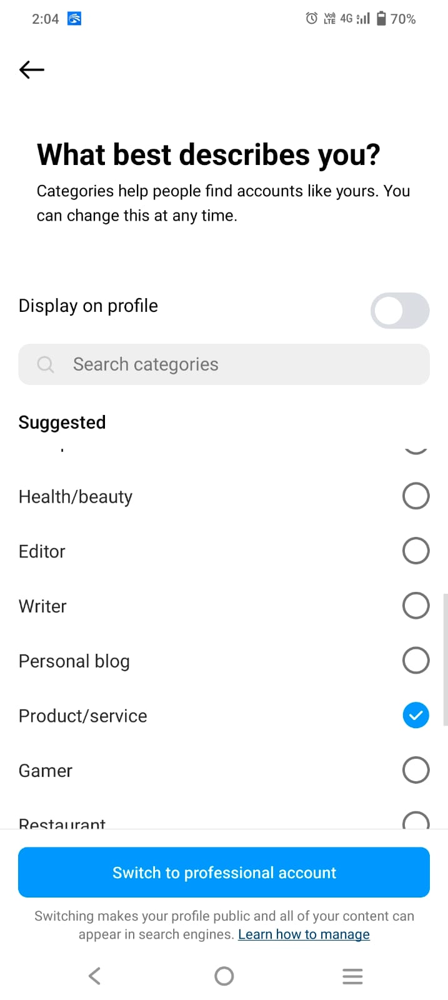 2:04 VoI) LTE 4G 70%
What best describes you?
Categories help people find accounts like yours. You
can change this at any time.
Display on profile
Search categories
Suggested
Health/beauty
Editor
Writer
Personal blog
Product/service
Gamer
Restaurant
Switch to professional account
Switching makes your profile public and all of your content can
appear in search engines. Learn how to manage